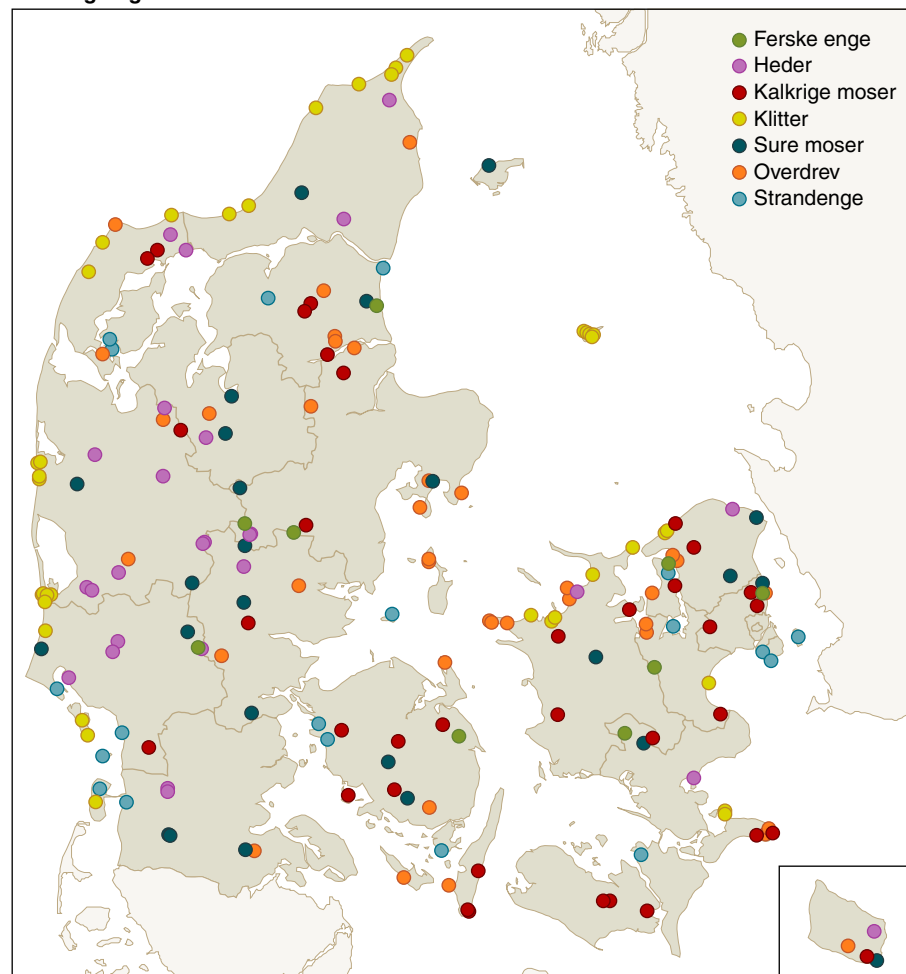 Ferske enge
Heder
Kalkrige moser
Klitter
Sure moser
Overdrev
Strandenge